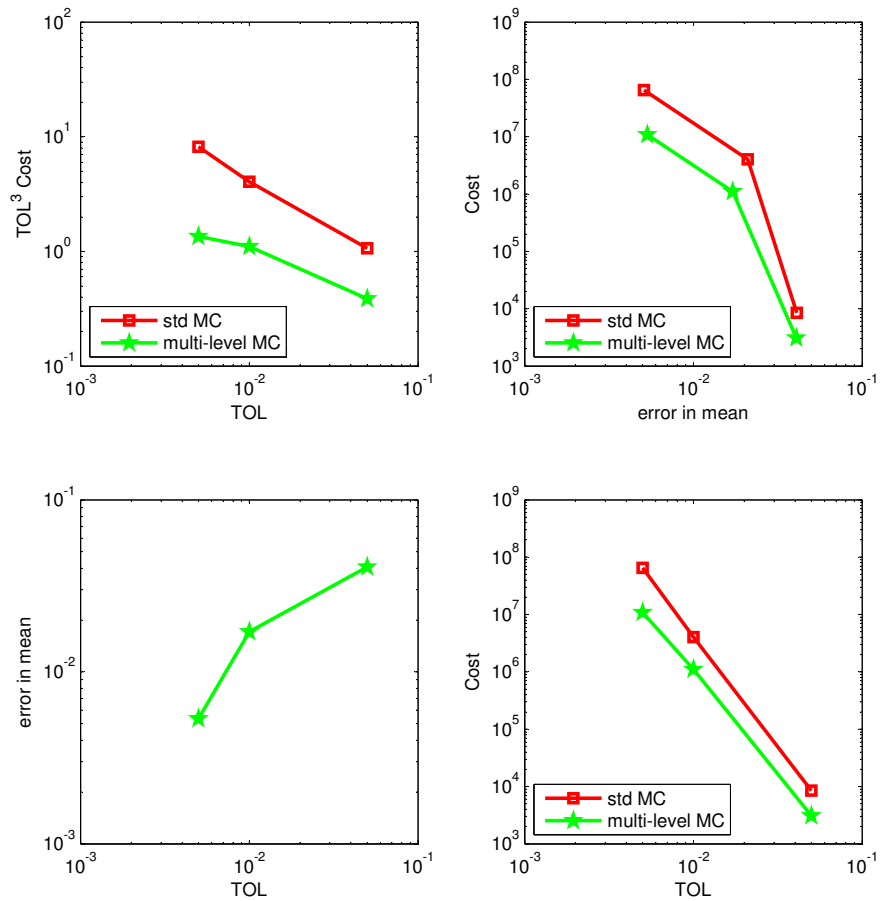 10^2
10^1
10^0
10^-1
TOL^3 Cost
std MC
multi-level MC
10^-3
10^-2
10^-1
TOL
10^9
10^8
10^7
10^6
10^5
10^4
10^3
Cost
std MC
multi-level MC
10^-3
10^-2
10^-1
error in mean
10^-1
10^-2
10^-3
error in mean
10^-3
10^-2
10^-1
TOL
10^9
10^8
10^7
10^6
10^5
10^4
10^3
Cost
std MC
multi-level MC
10^-3
10^-2
10^-1
TOL